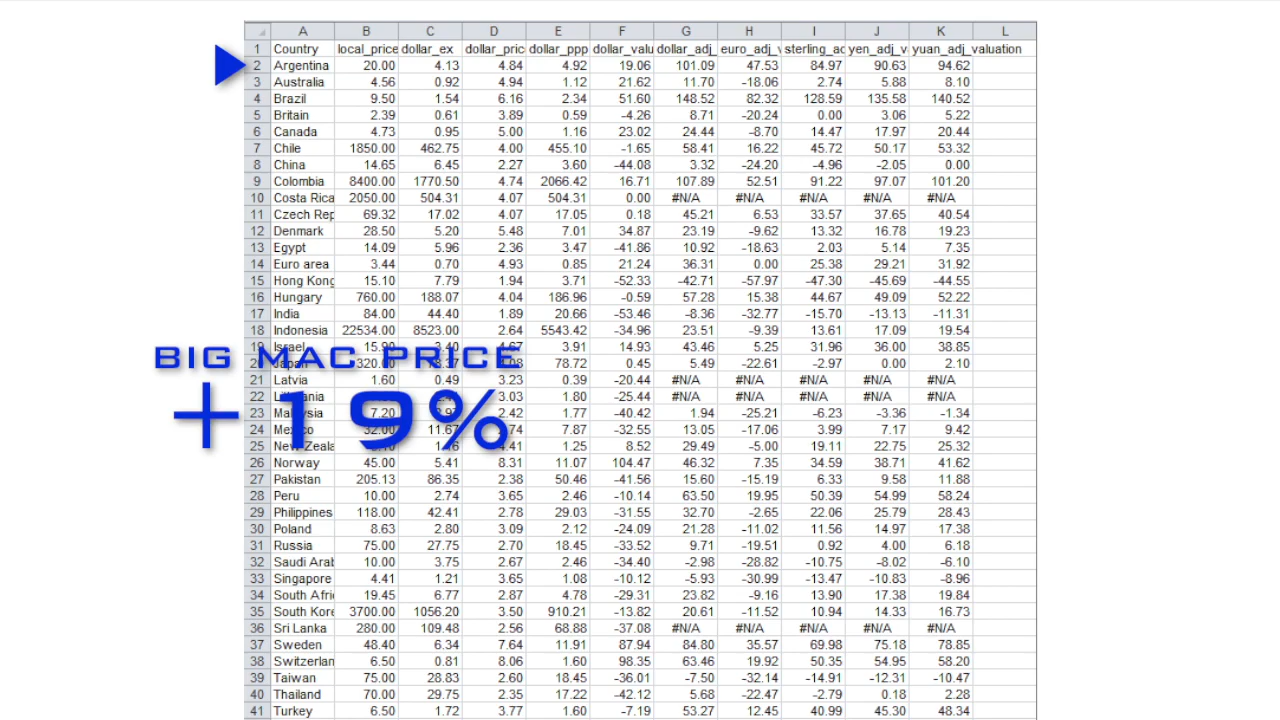 A B C D E F G H I J K L
1 Country local_price dollar_ex dollar_pric dollar_ppp dollar_valu dollar_adj_ euro_adj_v sterling_ad yen_adj_v yuan_adj_valuation
2 Argentina 20.00 4.13 4.84 4.92 19.06 101.09 47.53 84.97 90.63 94.62
3 Australia 4.56 0.92 4.94 1.12 21.62 11.70 -18.06 2.74 5.88 8.10
4 Brazil 9.50 1.54 6.16 2.34 51.60 148.52 82.32 128.59 135.58 140.52
5 Britain 2.39 0.61 3.89 0.59 -4.26 8.71 -20.24 0.00 3.06 5.22
6 Canada 4.73 0.95 5.00 1.16 23.02 24.44 -8.70 14.47 17.97 20.44
7 Chile 1850.00 462.75 4.00 455.10 -1.65 58.41 16.22 45.72 50.17 53.32
8 China 14.65 6.45 2.27 3.60 -44.08 3.32 -24.20 -4.96 -2.05 0.00
9 Colombia 8400.00 1770.50 4.74 2066.42 16.71 107.89 52.51 91.22 97.07 101.20
10 Costa Rica 2050.00 504.31 4.07 504.31 0.00 #N/A #N/A #N/A #N/A #N/A
11 Czech Rep 69.32 17.02 4.07 17.05 0.18 45.21 6.53 33.57 37.65 40.54
12 Denmark 28.50 5.20 5.48 7.01 34.87 23.19 -9.62 13.32 16.78 19.23
13 Egypt 14.09 5.96 2.36 3.47 -41.86 10.92 -18.63 2.03 5.14 7.35
14 Euro area 3.44 0.70 4.93 0.85 21.24 36.31 0.00 25.38 29.21 31.92
15 Hong Kong 15.10 7.79 1.94 3.71 -52.33 -42.71 -57.97 -47.30 -45.69 -44.55
16 Hungary 760.00 188.07 4.04 186.96 -0.59 57.28 15.38 44.67 49.09 52.22
17 India 84.00 44.40 1.89 20.66 -53.46 -8.36 -32.77 -15.70 -13.13 -11.31
18 Indonesia 22534.00 8523.00 2.64 5543.42 -34.96 23.51 -9.39 13.61 17.09 19.54
19 Israel 3.91 14.93 43.46 5.25 31.96 36.00 38.85
BIG MAC PRICE
20 Japan 320.00 78.72 0.45 5.49 -22.61 -2.97 0.00 2.10
21 Latvia 1.60 0.49 3.23 0.39 -20.44 #N/A #N/A #N/A #N/A #N/A
22 3.03 1.80 -25.44 #N/A #N/A #N/A #N/A #N/A
+19%
23 7.20 2.42 1.77 -40.42 1.94 -25.21 -6.23 -3.36 -1.34
24 Mexico 32.00 11.67 7.87 -32.55 13.05 -17.06 3.99 7.17 9.42
25 New Zeala 1.25 8.52 29.49 -5.00 19.11 22.75 25.32
26 Norway 45.00 5.41 8.31 11.07 104.47 46.32 7.35 34.59 38.71 41.62
27 Pakistan 205.13 86.35 2.38 50.46 -41.56 15.60 -15.19 6.33 9.58 11.88
28 Peru 10.00 2.74 3.65 2.46 -10.14 63.50 19.95 50.39 54.99 58.24
29 Philippines 118.00 42.41 2.78 29.03 -31.55 32.70 -2.65 22.06 25.79 28.43
30 Poland 8.63 2.80 3.09 2.12 -24.09 21.28 -11.02 11.56 14.97 17.38
31 Russia 75.00 27.75 2.70 18.45 -33.52 9.71 -19.51 0.92 4.00 6.18
32 Saudi Arab 10.00 3.75 2.67 2.46 -34.40 -2.98 -28.82 -10.75 -8.02 -6.10
33 Singapore 4.41 1.21 3.65 1.08 -10.12 -5.93 -30.99 -13.47 -10.83 -8.96
34 South Afri 19.45 6.77 2.87 4.78 -29.31 23.82 -9.16 13.90 17.38 19.84
35 South Kore 3700.00 1056.20 3.50 910.21 -13.82 20.61 -11.52 10.94 14.33 16.73
36 Sri Lanka 280.00 109.48 2.56 68.88 -37.08 #N/A #N/A #N/A #N/A #N/A
37 Sweden 48.40 6.34 7.64 11.91 87.94 84.80 35.57 69.98 75.18 78.85
38 Switzerlan 6.50 0.81 8.06 1.60 98.35 63.46 19.92 50.35 54.95 58.20
39 Taiwan 75.00 28.83 2.60 18.45 -36.01 -7.50 -32.14 -14.91 -12.31 -10.47
40 Thailand 70.00 29.75 2.35 17.22 -42.12 5.68 -22.47 -2.79 0.18 2.28
41 Turkey 6.50 1.72 3.77 1.60 -7.19 53.27 12.45 40.99 45.30 48.34